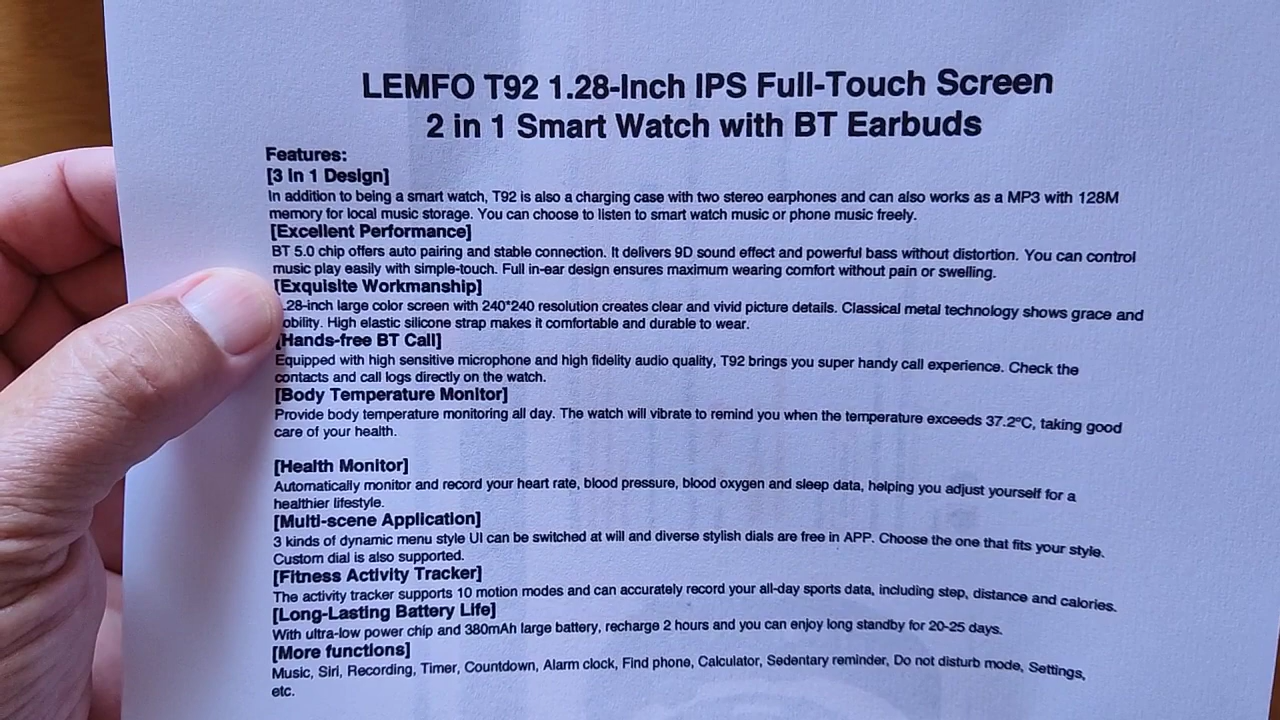 LEMFO T92 1.28-Inch IPS Full-Touch Screen
2 in 1 Smart Watch with BT Earbuds
Features:
[3 in 1 Design]
In addition to being a smart watch, T92 is also a charging case with two stereo earphones and can also works as a MP3 with 128M
memory for local music storage. You can choose to listen to smart watch music or phone music freely.
[Excellent Performance]
BT 5.0 chip offers auto pairing and stable connection. It delivers 9D sound effect and powerful bass without distortion. You can control
music play easily with simple-touch. Full in-ear design ensures maximum wearing comfort without pain or swelling.
[Exquisite Workmanship]
.28-inch large color screen with 240*240 resolution creates clear and vivid picture details. Classical metal technology shows grace and
obility. High elastic silicone strap makes it comfortable and durable to wear.
[Hands-free BT Call]
Equipped with high sensitive microphone and high fidelity audio quality, T92 brings you super handy call experience. Check the
contacts and call logs directly on the watch.
[Body Temperature Monitor]
Provide body temperature monitoring all day. The watch will vibrate to remind you when the temperature exceeds 37.2°C, taking good
care of your health.
[Health Monitor]
Automatically monitor and record your heart rate, blood pressure, blood oxygen and sleep data, helping you adjust yourself for a
healthier lifestyle.
[Multi-scene Application]
3 kinds of dynamic menu style UI can be switched at will and diverse stylish dials are free in APP. Choose the one that fits your style.
Custom dial is also supported.
[Fitness Activity Tracker]
The activity tracker supports 10 motion modes and can accurately record your all-day sports data, including step, distance and calories.
[Long-Lasting Battery Life]
With ultra-low power chip and 380mAh large battery, recharge 2 hours and you can enjoy long standby for 20-25 days.
[More functions]
Music, Siri, Recording, Timer, Countdown, Alarm clock, Find phone, Calculator, Sedentary reminder, Do not disturb mode, Settings,
etc.